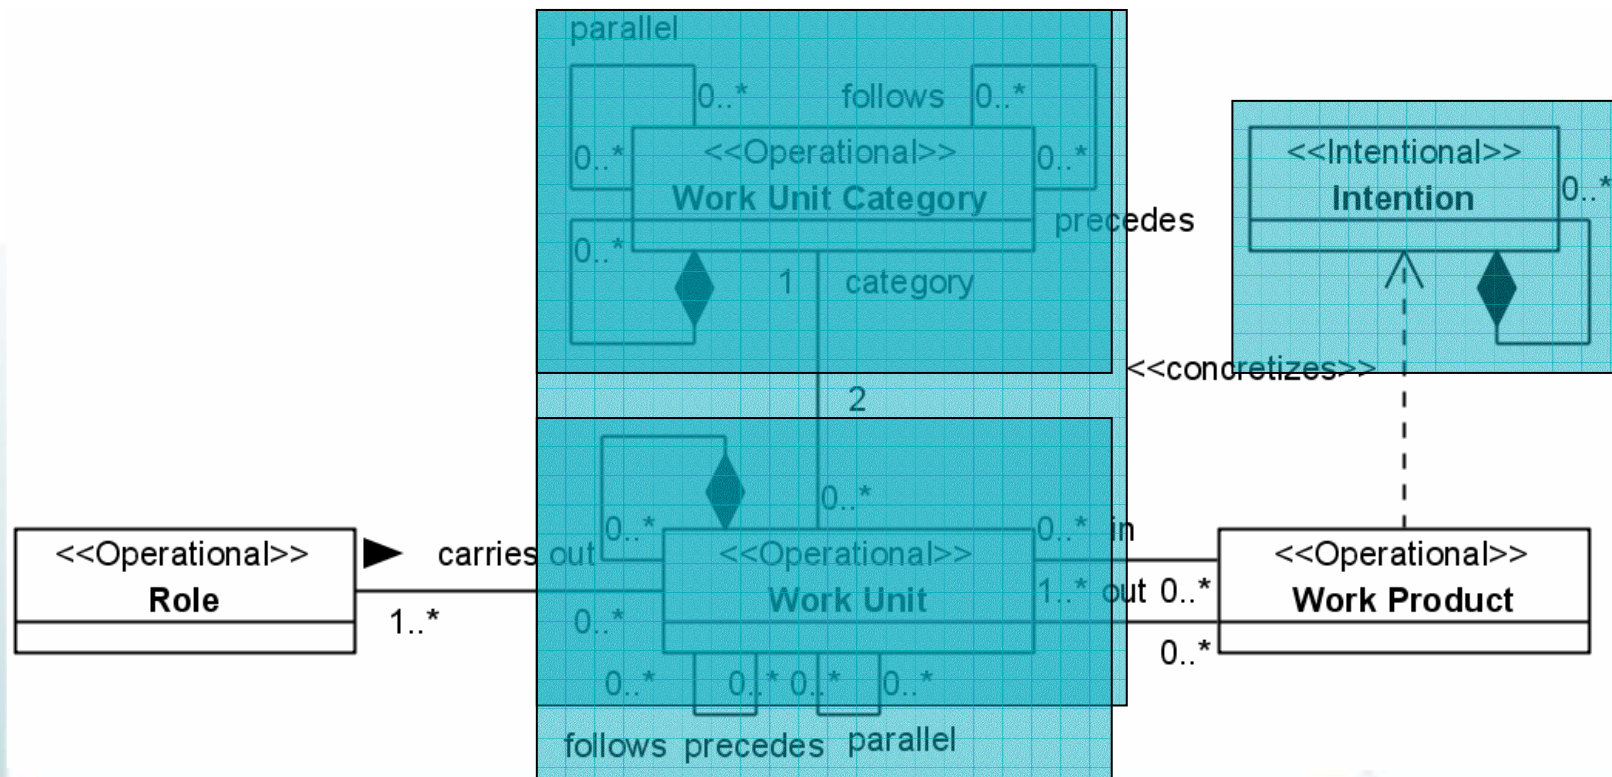 parallel
0..* follows 0..*
0..* <<Operational>> 0..*
Work Unit Category
precedes
0..*
1 category
<<Intentional>>
Intention
0..*
<<concretizes>>
2
0..*
0..* 0..* in
<<Operational>>
Role
carries out
1..*
0..*
<<Operational>>
Work Unit
1..* out 0..*
0..*
<<Operational>>
Work Product
0..* 0..* 0..* 0..*
follows precedes parallel